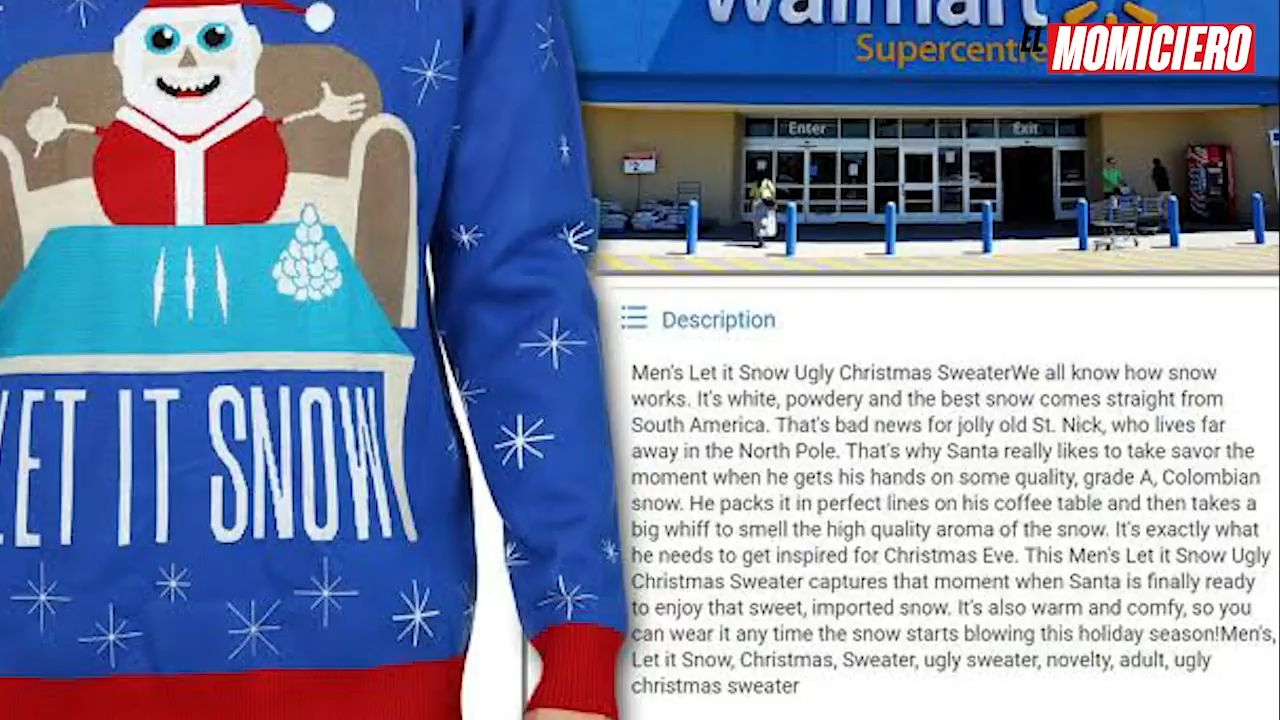 Walmart
Supercentre
EL MOMICIERO
Enter
Exit
2
LET IT SNOW
Description
Men's Let it Snow Ugly Christmas SweaterWe all know how snow
works. It's white, powdery and the best snow comes straight from
South America. That's bad news for jolly old St. Nick, who lives far
away in the North Pole. That's why Santa really likes to take savor the
moment when he gets his hands on some quality, grade A, Colombian
snow. He packs it in perfect lines on his coffee table and then takes a
big whiff to smell the high quality aroma of the snow. It's exactly what
he needs to get inspired for Christmas Eve. This Men's Let it Snow Ugly
Christmas Sweater captures that moment when Santa is finally ready
to enjoy that sweet, imported snow. It's also warm and comfy, so you
can wear it any time the snow starts blowing this holiday season!Men's,
Let it Snow, Christmas, Sweater, ugly sweater, novelty, adult, ugly
christmas sweater